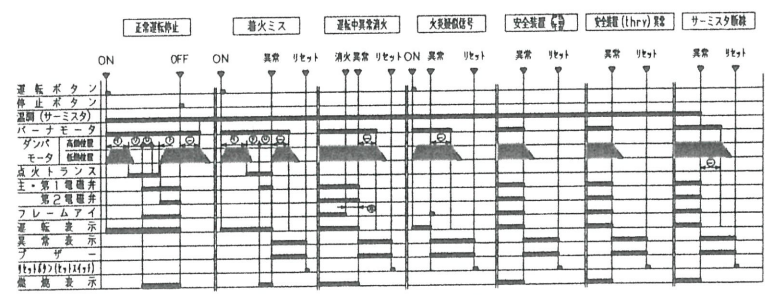 正常運転停止 着火ミス 運転中異常消火 火炎疑似信号 安全装置 安全装置(thry)異常 サーミスタ断線
ON OFF ON 異常 リセット 消火 異常 リセット ON 異常 リセット 異常 リセット 異常 リセット 異常 リセット
運転ボタン
停止ボタン
温調(サーミスタ)
バーナモータ
ダンパ 高燃位置
モータ 低燃位置
点火トランス
主・第1電磁弁
第2電磁弁
フレームアイ
運転表示
異常表示
ブザー
リセットボタン(セットスイッチ)
燃焼表示